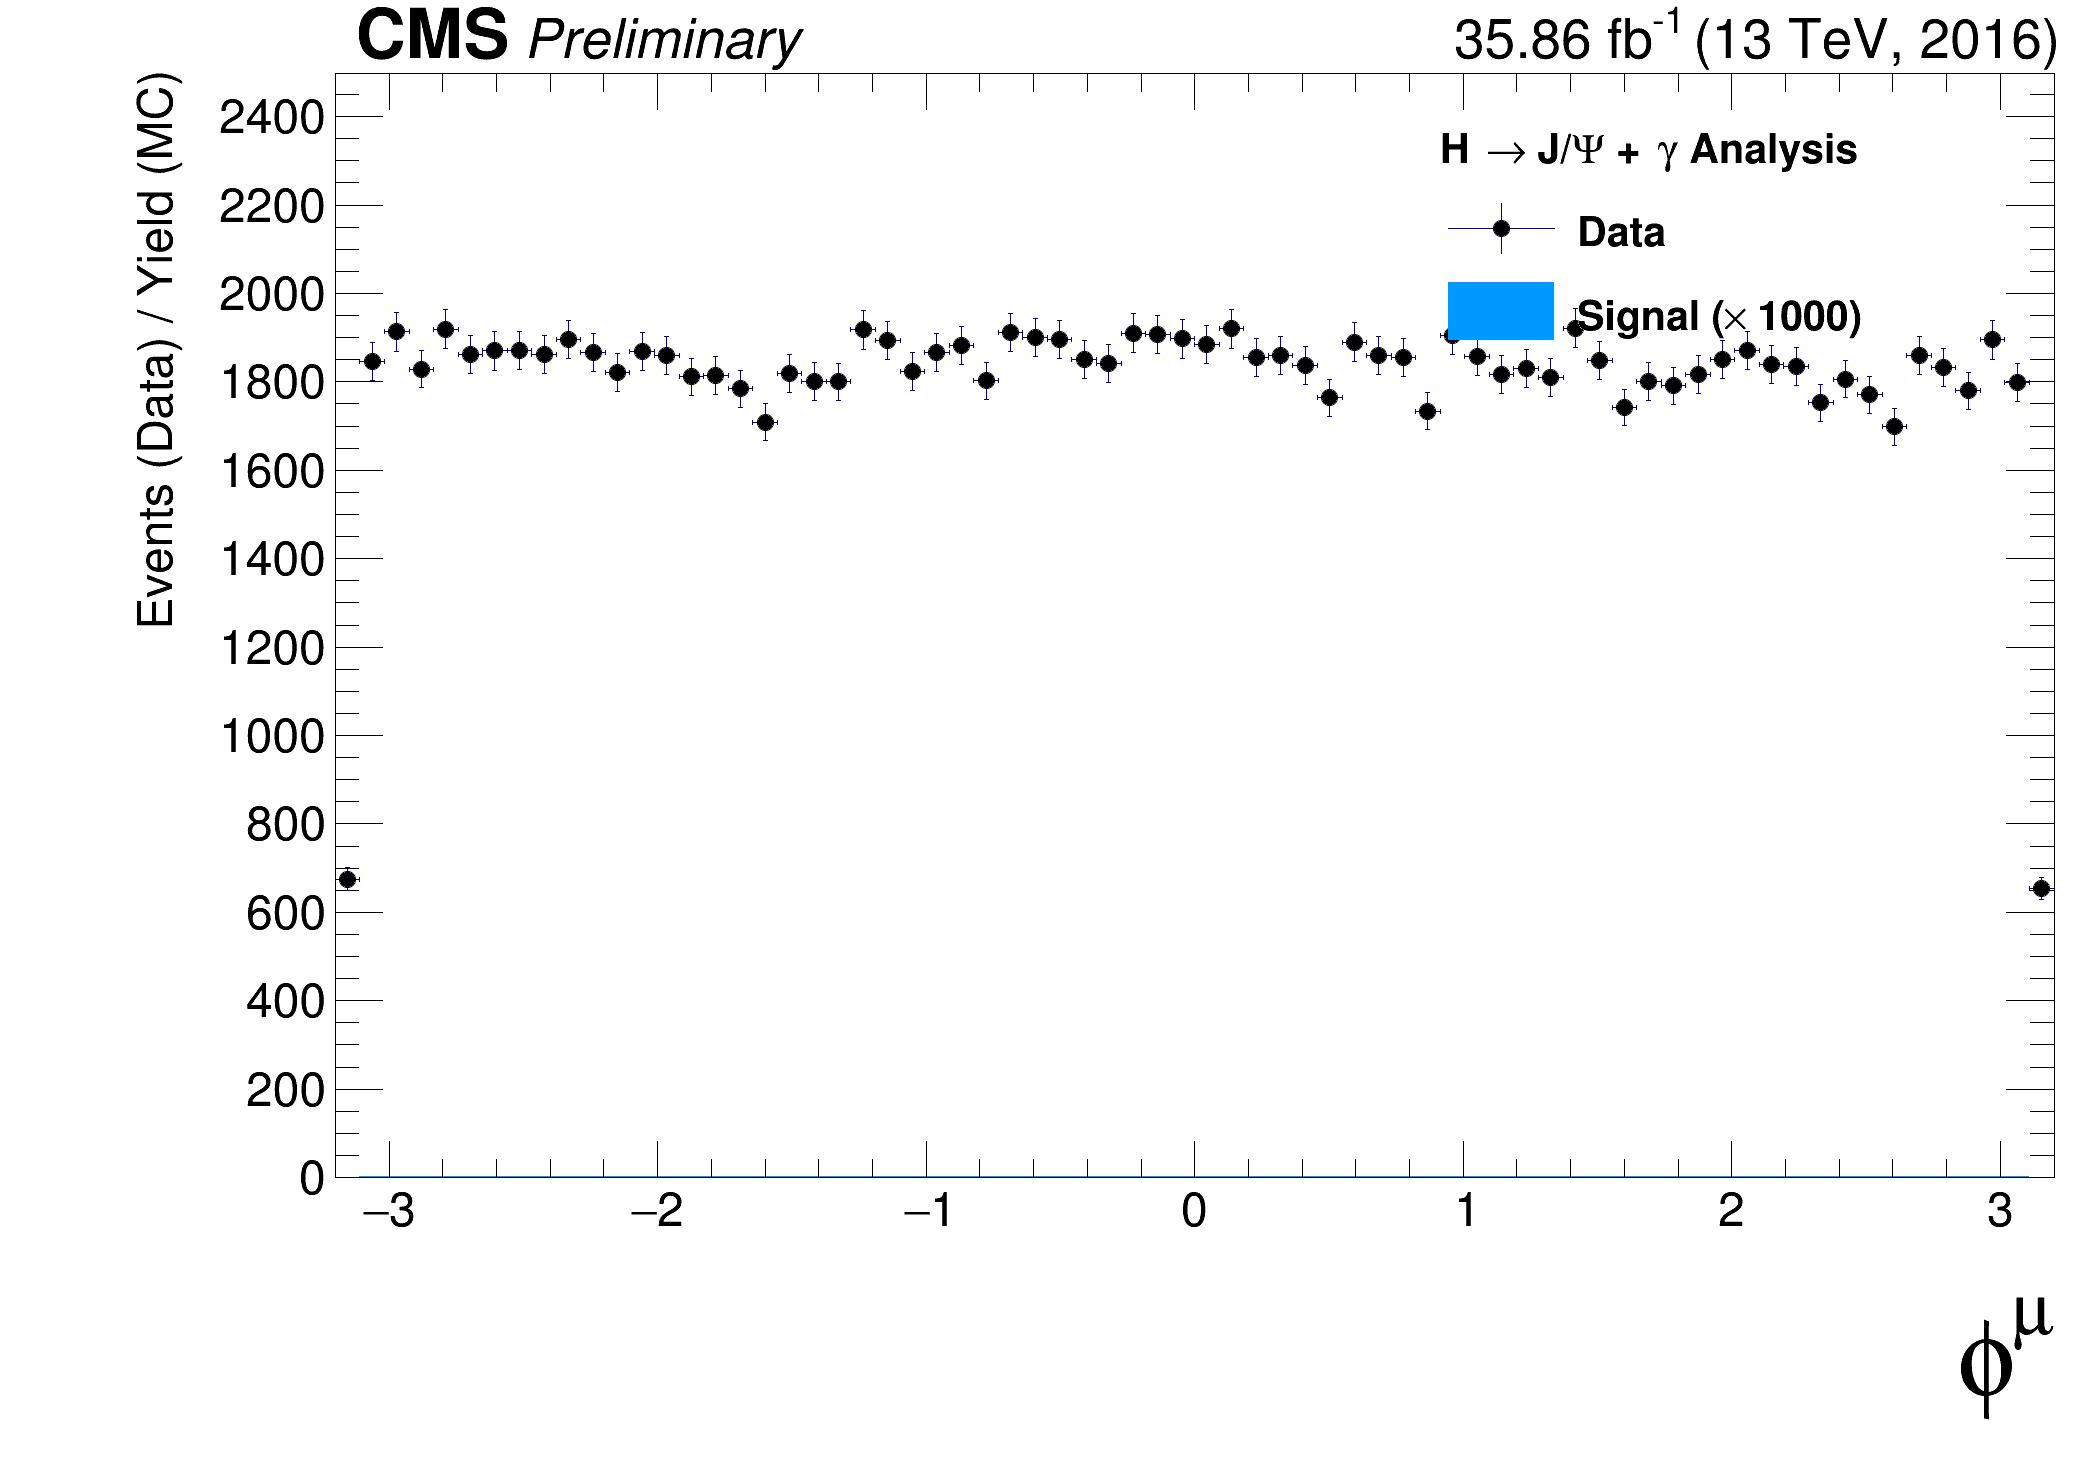 CMS Preliminary 35.86 fb⁻¹ (13 TeV, 2016)
Events (Data) / Yield (MC)
H → J/Ψ + γ Analysis
Data
Signal (× 1000)
2400
2200
2000
1800
1600
1400
1200
1000
800
600
400
200
0
−3 −2 −1 0 1 2 3
ϕ^μ